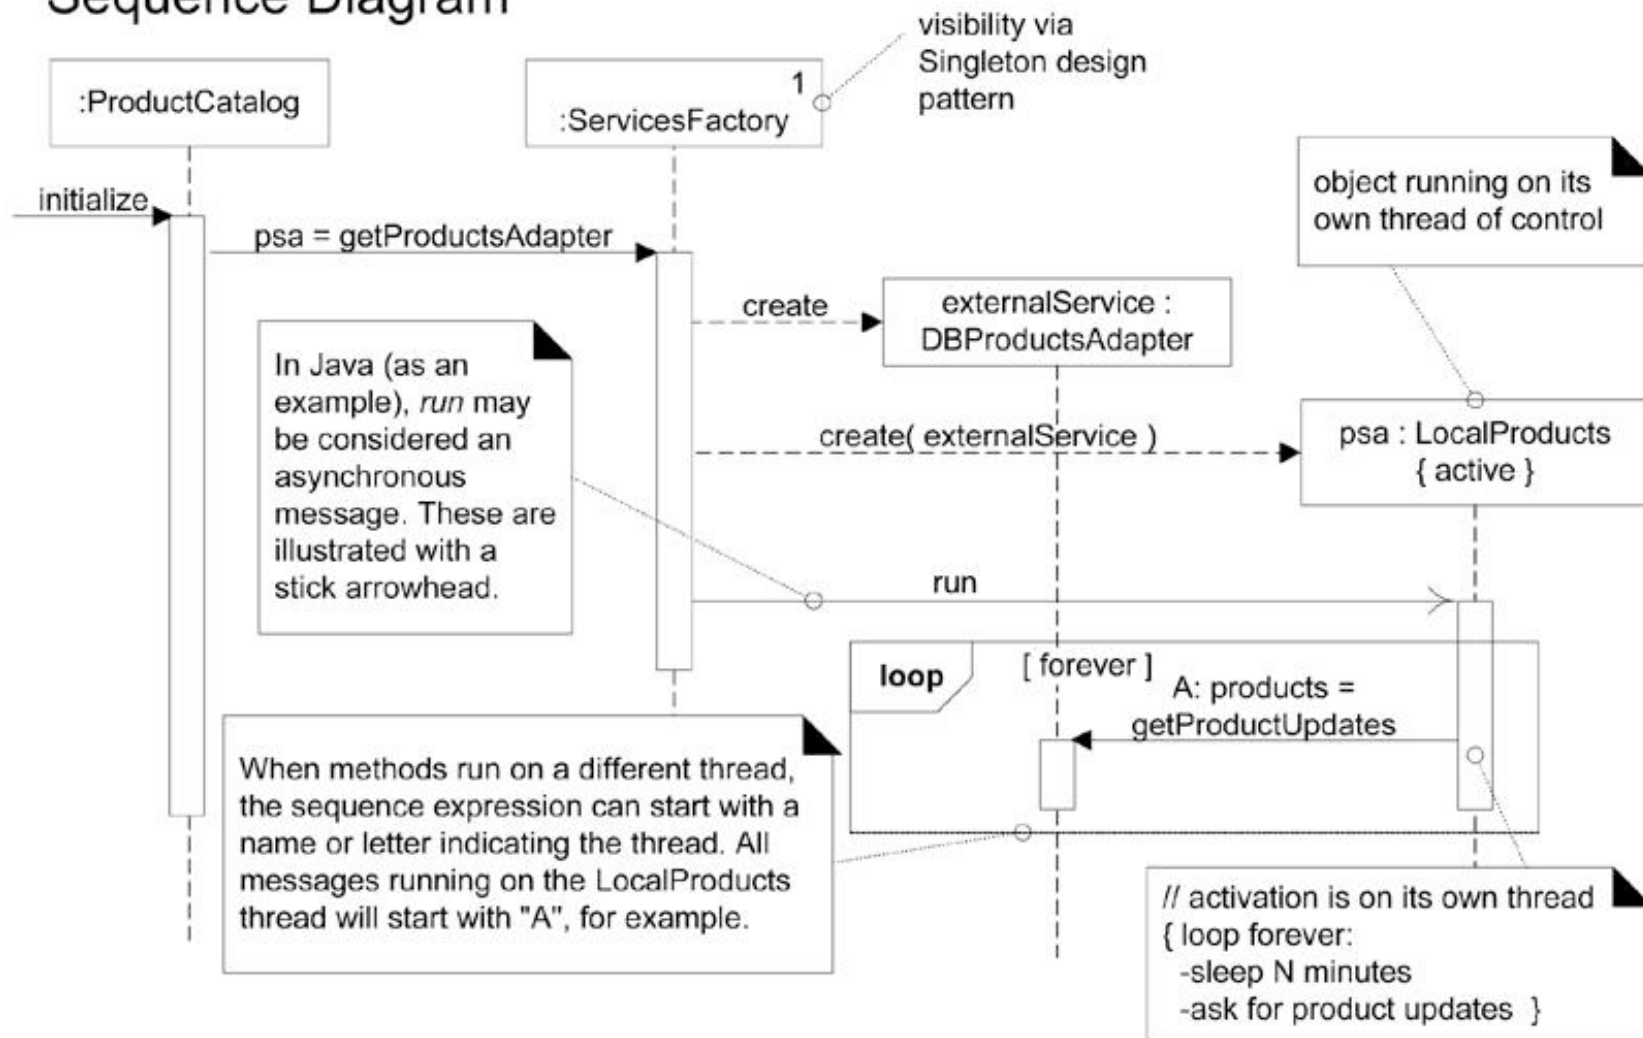 Sequence Diagram
visibility via
Singleton design
pattern
:ProductCatalog
1
:ServicesFactory
object running on its
own thread of control
initialize
psa = getProductsAdapter
create
externalService :
DBProductsAdapter
In Java (as an
example), run may
be considered an
asynchronous
message. These are
illustrated with a
stick arrowhead.
create( externalService )
psa : LocalProducts
{ active }
run
loop
[ forever ]
A: products =
getProductUpdates
When methods run on a different thread,
the sequence expression can start with a
name or letter indicating the thread. All
messages running on the LocalProducts
thread will start with "A", for example.
// activation is on its own thread
{ loop forever:
-sleep N minutes
-ask for product updates }